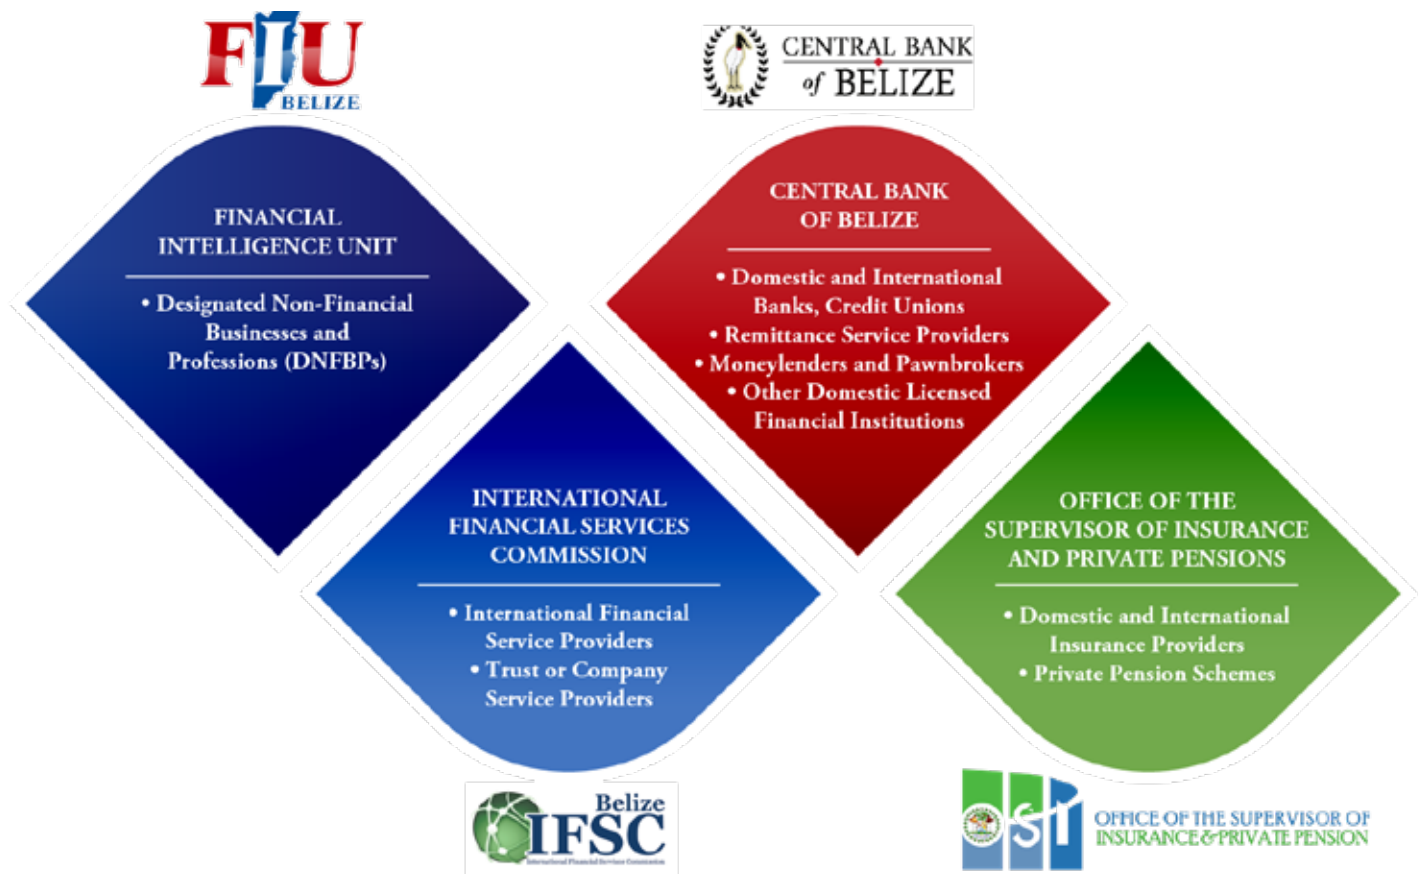 FIU
BELIZE
CENTRAL BANK
of BELIZE
FINANCIAL
INTELLIGENCE UNIT
• Designated Non-Financial
Businesses and
Professions (DNFBPs)
CENTRAL BANK
OF BELIZE
• Domestic and International
Banks, Credit Unions
• Remittance Service Providers
• Moneylenders and Pawnbrokers
• Other Domestic Licensed
Financial Institutions
INTERNATIONAL
FINANCIAL SERVICES
COMMISSION
• International Financial
Service Providers
• Trust or Company
Service Providers
OFFICE OF THE
SUPERVISOR OF INSURANCE
AND PRIVATE PENSIONS
• Domestic and International
Insurance Providers
• Private Pension Schemes
Belize
IFSC
International Financial Services Commission
OSI
OFFICE OF THE SUPERVISOR OF
INSURANCE & PRIVATE PENSION